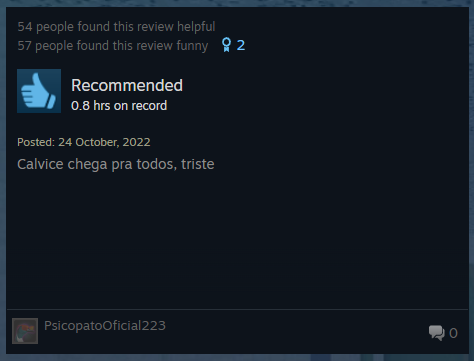 54 people found this review helpful
57 people found this review funny 2
Recommended
0.8 hrs on record
Posted: 24 October, 2022
Calvice chega pra todos, triste
PsicopatoOficial223
0